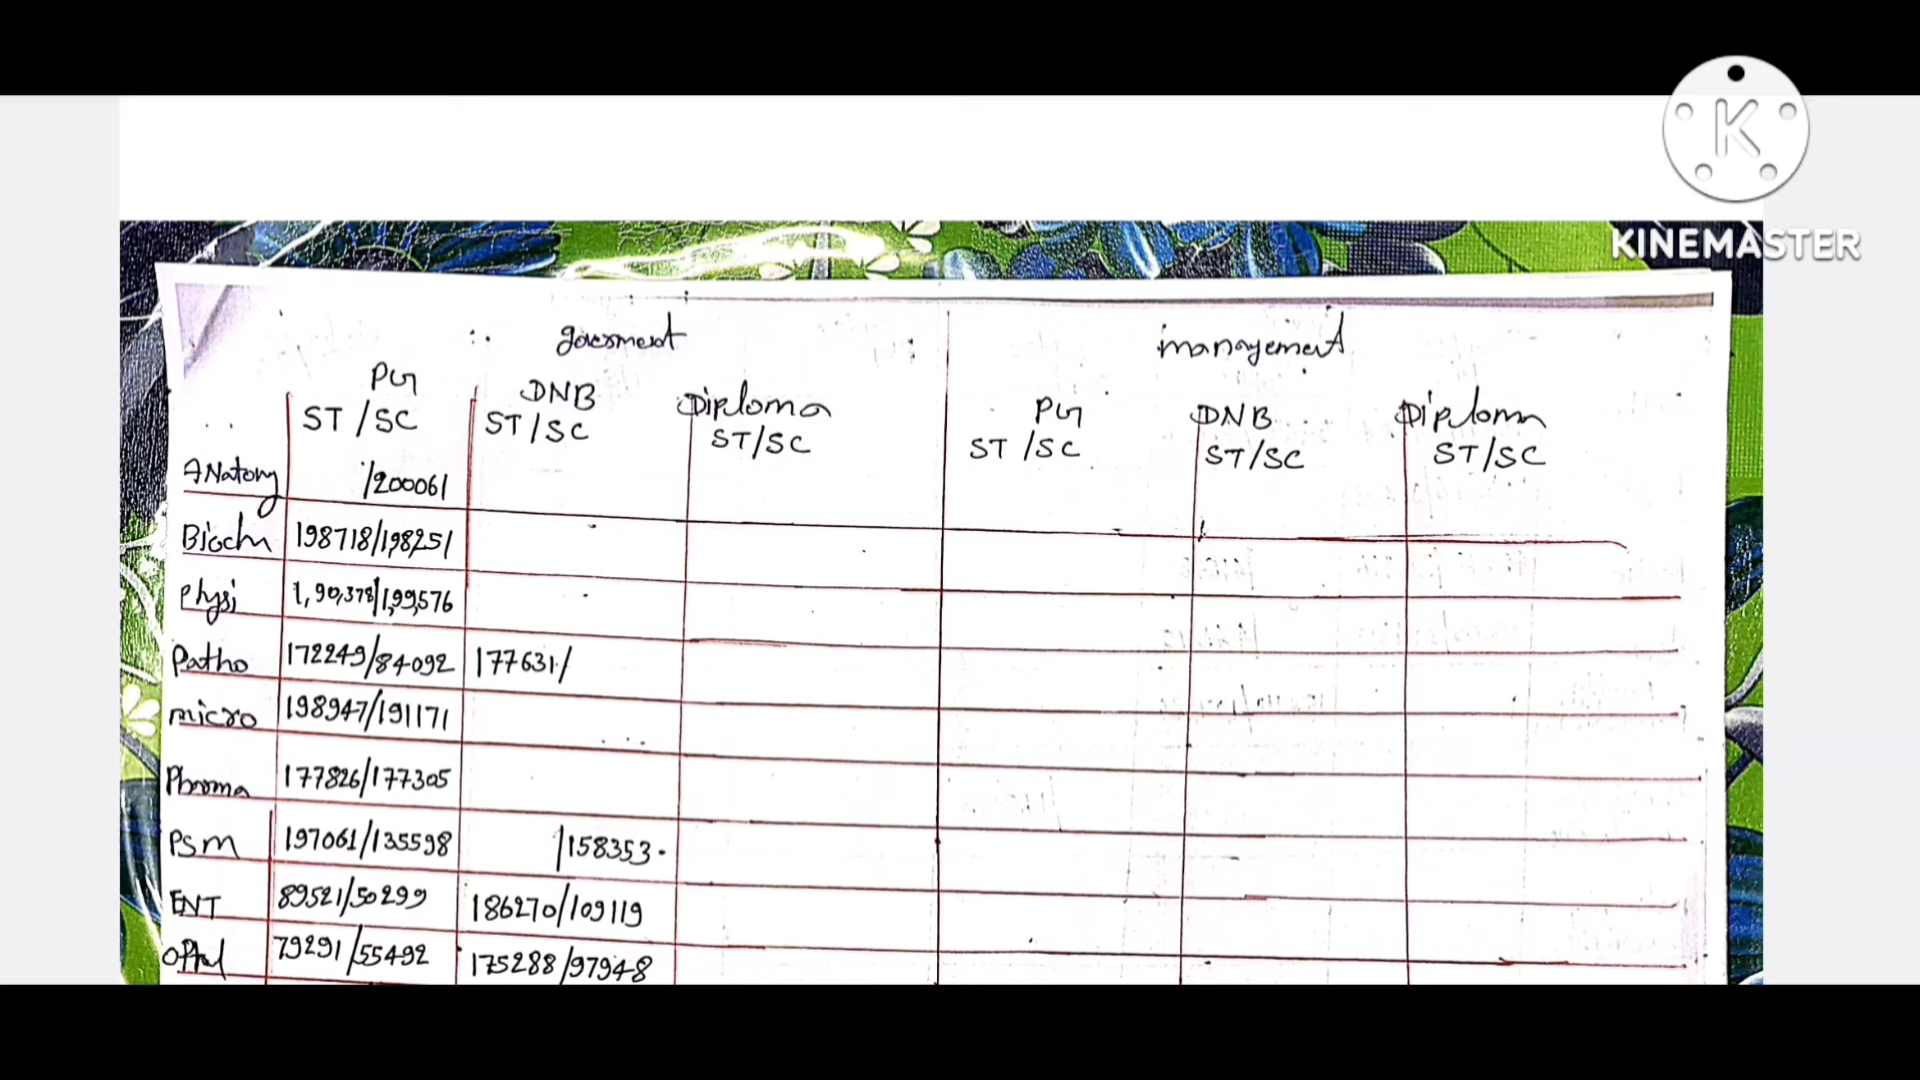 K
KINEMASTER
goverment management
PG DNB Diploma PG DNB Diploma
ST/SC ST/SC ST/SC ST/SC ST/SC ST/SC
ANatomy /200061
Biochm 198718/198251
Physi 1,90,378/1,99,576
Patho 172249/84092 177631/
micro 198947/191171
Pharma 177826/177305
PSM 197061/135598 /158353
ENT 89521/50299 186270/109119
Oftal 79291/55492 175288/97948